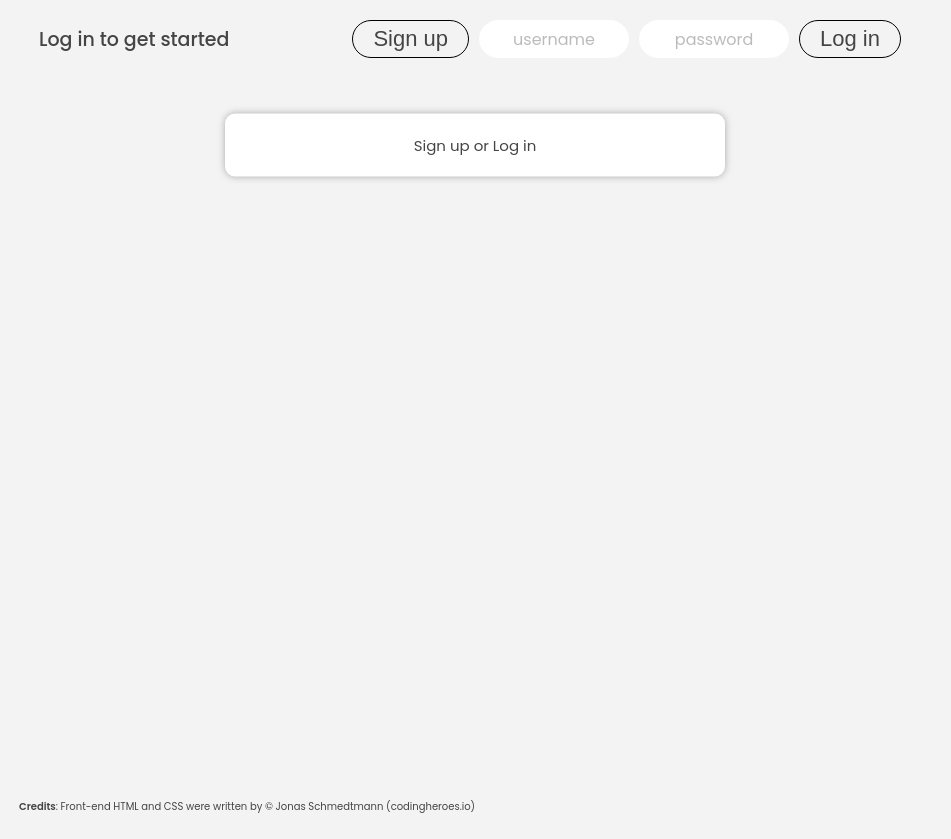 Log in to get started
Sign up
username
password
Log in
Sign up or Log in
Credits: Front-end HTML and CSS were written by © Jonas Schmedtmann (codingheroes.io)